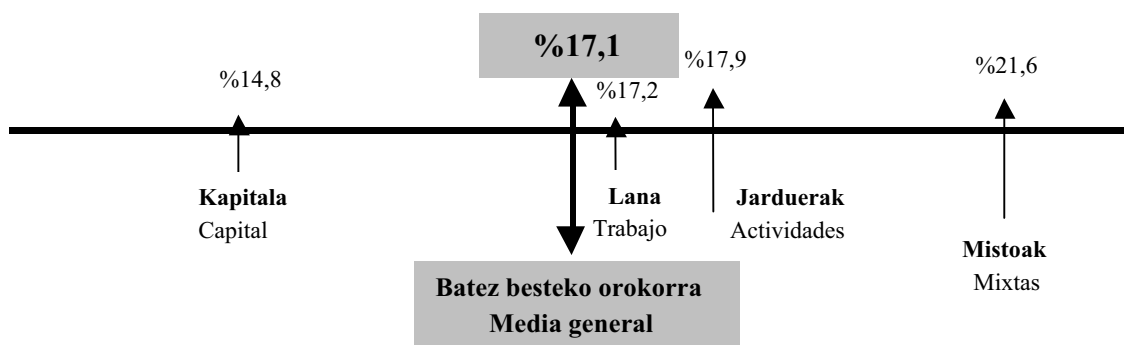 %17,1
%17,9
%21,6
%14,8
%17,2
Kapitala
Capital
Lana
Trabajo
Jarduerak
Actividades
Mistoak
Mixtas
Batez besteko orokorra
Media general